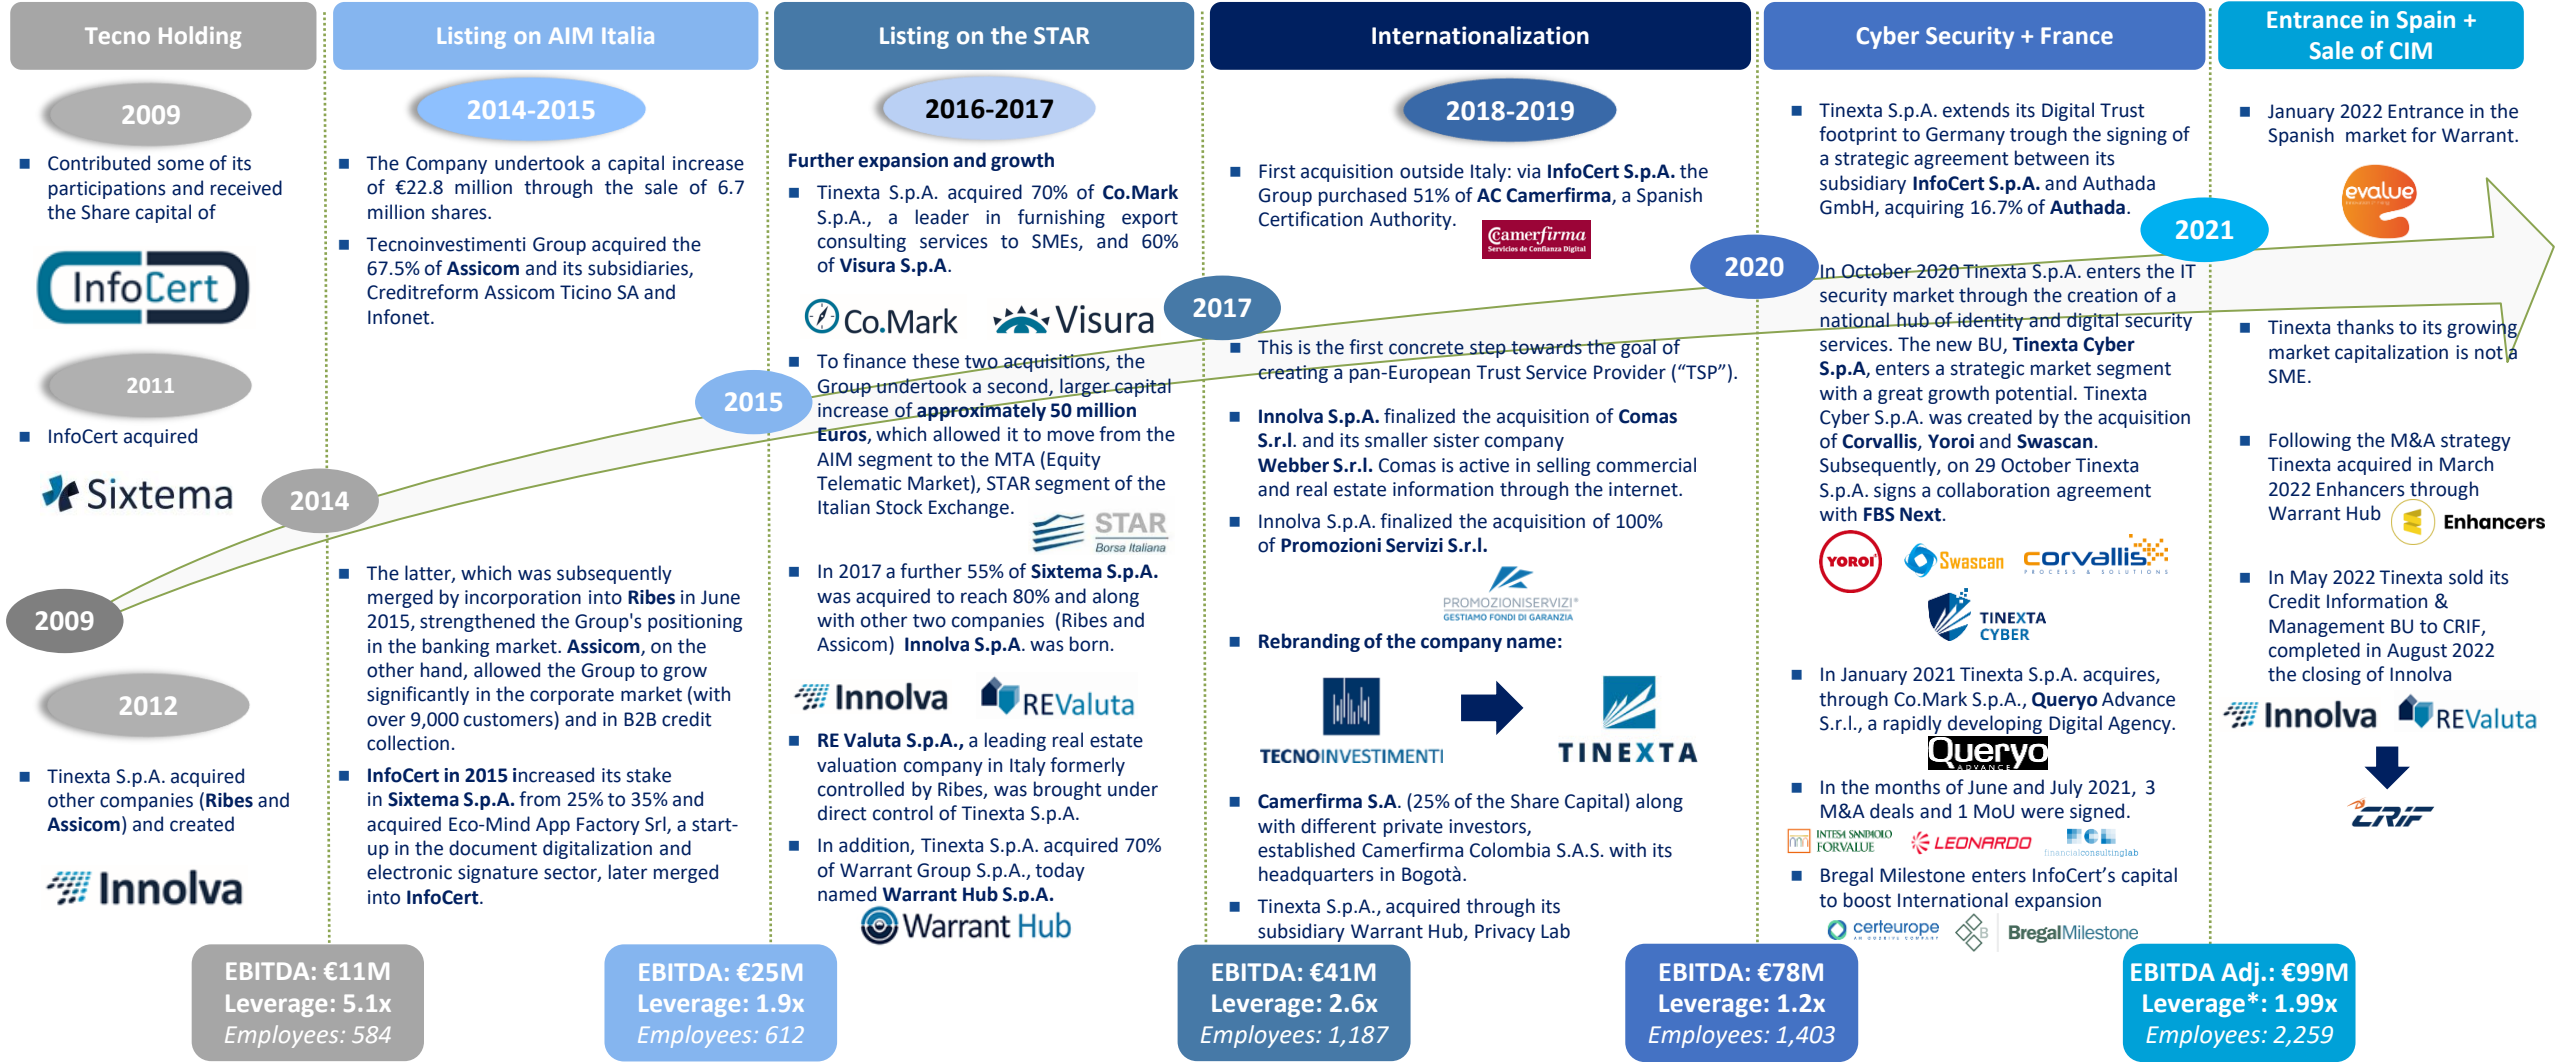 Tecno Holding
2009
Contributed some of its
participations and received
the Share capital of
InfoCert
2011
InfoCert acquired
Sixtema
2014
2009
2012
Tinexta S.p.A. acquired
other companies (Ribes and
Assicom) and created
Innolva
EBITDA: €11M
Leverage: 5.1x
Employees: 584
Listing on AIM Italia
2014-2015
The Company undertook a capital increase
of €22.8 million through the sale of 6.7
million shares.
Tecnoinvestimenti Group acquired the
67.5% of Assicom and its subsidiaries,
Creditreform Assicom Ticino SA and
Infonet.
2015
The latter, which was subsequently
merged by incorporation into Ribes in June
2015, strengthened the Group's positioning
in the banking market. Assicom, on the
other hand, allowed the Group to grow
significantly in the corporate market (with
over 9,000 customers) and in B2B credit
collection.
InfoCert in 2015 increased its stake
in Sixtema S.p.A. from 25% to 35% and
acquired Eco-Mind App Factory Srl, a start-
up in the document digitalization and
electronic signature sector, later merged
into InfoCert.
EBITDA: €25M
Leverage: 1.9x
Employees: 612
Listing on the STAR
2016-2017
Further expansion and growth
Tinexta S.p.A. acquired 70% of Co.Mark
S.p.A., a leader in furnishing export
consulting services to SMEs, and 60%
of Visura S.p.A.
Co.Mark
Visura
2017
To finance these two acquisitions, the
Group undertook a second, larger capital
increase of approximately 50 million
Euros, which allowed it to move from the
AIM segment to the MTA (Equity
Telematic Market), STAR segment of the
Italian Stock Exchange.
STAR
Borsa Italiana
In 2017 a further 55% of Sixtema S.p.A.
was acquired to reach 80% and along
with other two companies (Ribes and
Assicom) Innolva S.p.A. was born.
Innolva
REValuta
RE Valuta S.p.A., a leading real estate
valuation company in Italy formerly
controlled by Ribes, was brought under
direct control of Tinexta S.p.A.
In addition, Tinexta S.p.A. acquired 70%
of Warrant Group S.p.A., today
named Warrant Hub S.p.A.
Warrant Hub
EBITDA: €41M
Leverage: 2.6x
Employees: 1,187
Internationalization
2018-2019
First acquisition outside Italy: via InfoCert S.p.A. the
Group purchased 51% of AC Camerfirma, a Spanish
Certification Authority.
Camerfirma
Servicios de Confianza Digital
2020
This is the first concrete step towards the goal of
creating a pan-European Trust Service Provider (“TSP”).
Innolva S.p.A. finalized the acquisition of Comas
S.r.l. and its smaller sister company
Webber S.r.l. Comas is active in selling commercial
and real estate information through the internet.
Innolva S.p.A. finalized the acquisition of 100%
of Promozioni Servizi S.r.l.
PROMOZIONISERVIZI®
GESTIAMO FONDI DI GARANZIA
Rebranding of the company name:
TECNOINVESTIMENTI
TINEXTA
Camerfirma S.A. (25% of the Share Capital) along
with different private investors,
established Camerfirma Colombia S.A.S. with its
headquarters in Bogotà.
Tinexta S.p.A., acquired through its
subsidiary Warrant Hub, Privacy Lab
EBITDA: €78M
Leverage: 1.2x
Employees: 1,403
Cyber Security + France
Tinexta S.p.A. extends its Digital Trust
footprint to Germany trough the signing of
a strategic agreement between its
subsidiary InfoCert S.p.A. and Authada
GmbH, acquiring 16.7% of Authada.
2021
In October 2020 Tinexta S.p.A. enters the IT
security market through the creation of a
national hub of identity and digital security
services. The new BU, Tinexta Cyber
S.p.A, enters a strategic market segment
with a great growth potential. Tinexta
Cyber S.p.A. was created by the acquisition
of Corvallis, Yoroi and Swascan.
Subsequently, on 29 October Tinexta
S.p.A. signs a collaboration agreement
with FBS Next.
YOROI
Swascan
corvallis
PROCESS & SOLUTIONS
TINEXTA
CYBER
In January 2021 Tinexta S.p.A. acquires,
through Co.Mark S.p.A., Queryo Advance
S.r.l., a rapidly developing Digital Agency.
Queryo
ADVANCE
In the months of June and July 2021, 3
M&A deals and 1 MoU were signed.
INTESA SANPAOLO
FORVALUE
LEONARDO
FCL
financialconsultinglab
Bregal Milestone enters InfoCert’s capital
to boost International expansion
certeurope
AN OODRIVE COMPANY
B
BregalMilestone
EBITDA Adj.: €99M
Leverage*: 1.99x
Employees: 2,259
Entrance in Spain +
Sale of CIM
January 2022 Entrance in the
Spanish market for Warrant.
evalue
Tinexta thanks to its growing
market capitalization is not a
SME.
Following the M&A strategy
Tinexta acquired in March
2022 Enhancers through
Warrant Hub
Enhancers
In May 2022 Tinexta sold its
Credit Information &
Management BU to CRIF,
completed in August 2022
the closing of Innolva
Innolva
REValuta
CRIF